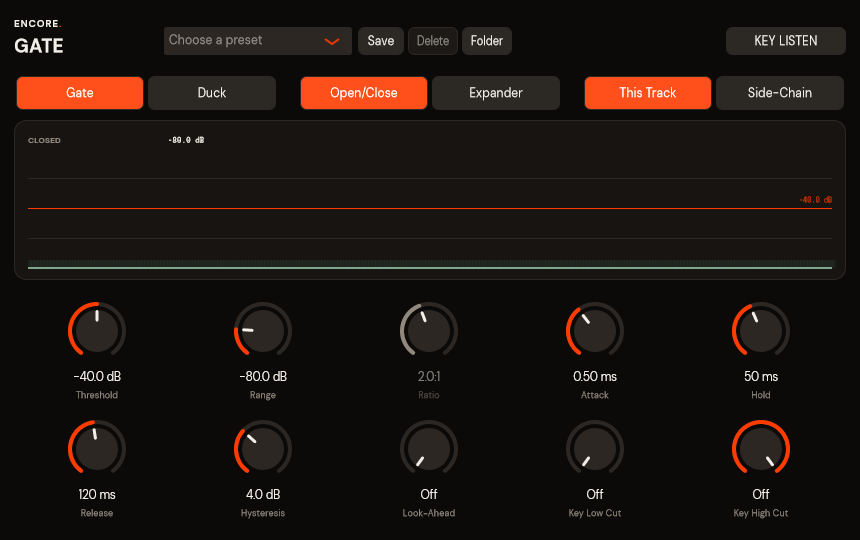 ENCORE.
GATE
Choose a preset
Save
Delete
Folder
KEY LISTEN
Gate
Duck
Open/Close
Expander
This Track
Side-Chain
CLOSED
-80.0 dB
-40.0 dB
-40.0 dB
-80.0 dB
2.0:1
0.50 ms
50 ms
Threshold
Range
Ratio
Attack
Hold
120 ms
4.0 dB
Off
Off
Off
Release
Hysteresis
Look-Ahead
Key Low Cut
Key High Cut